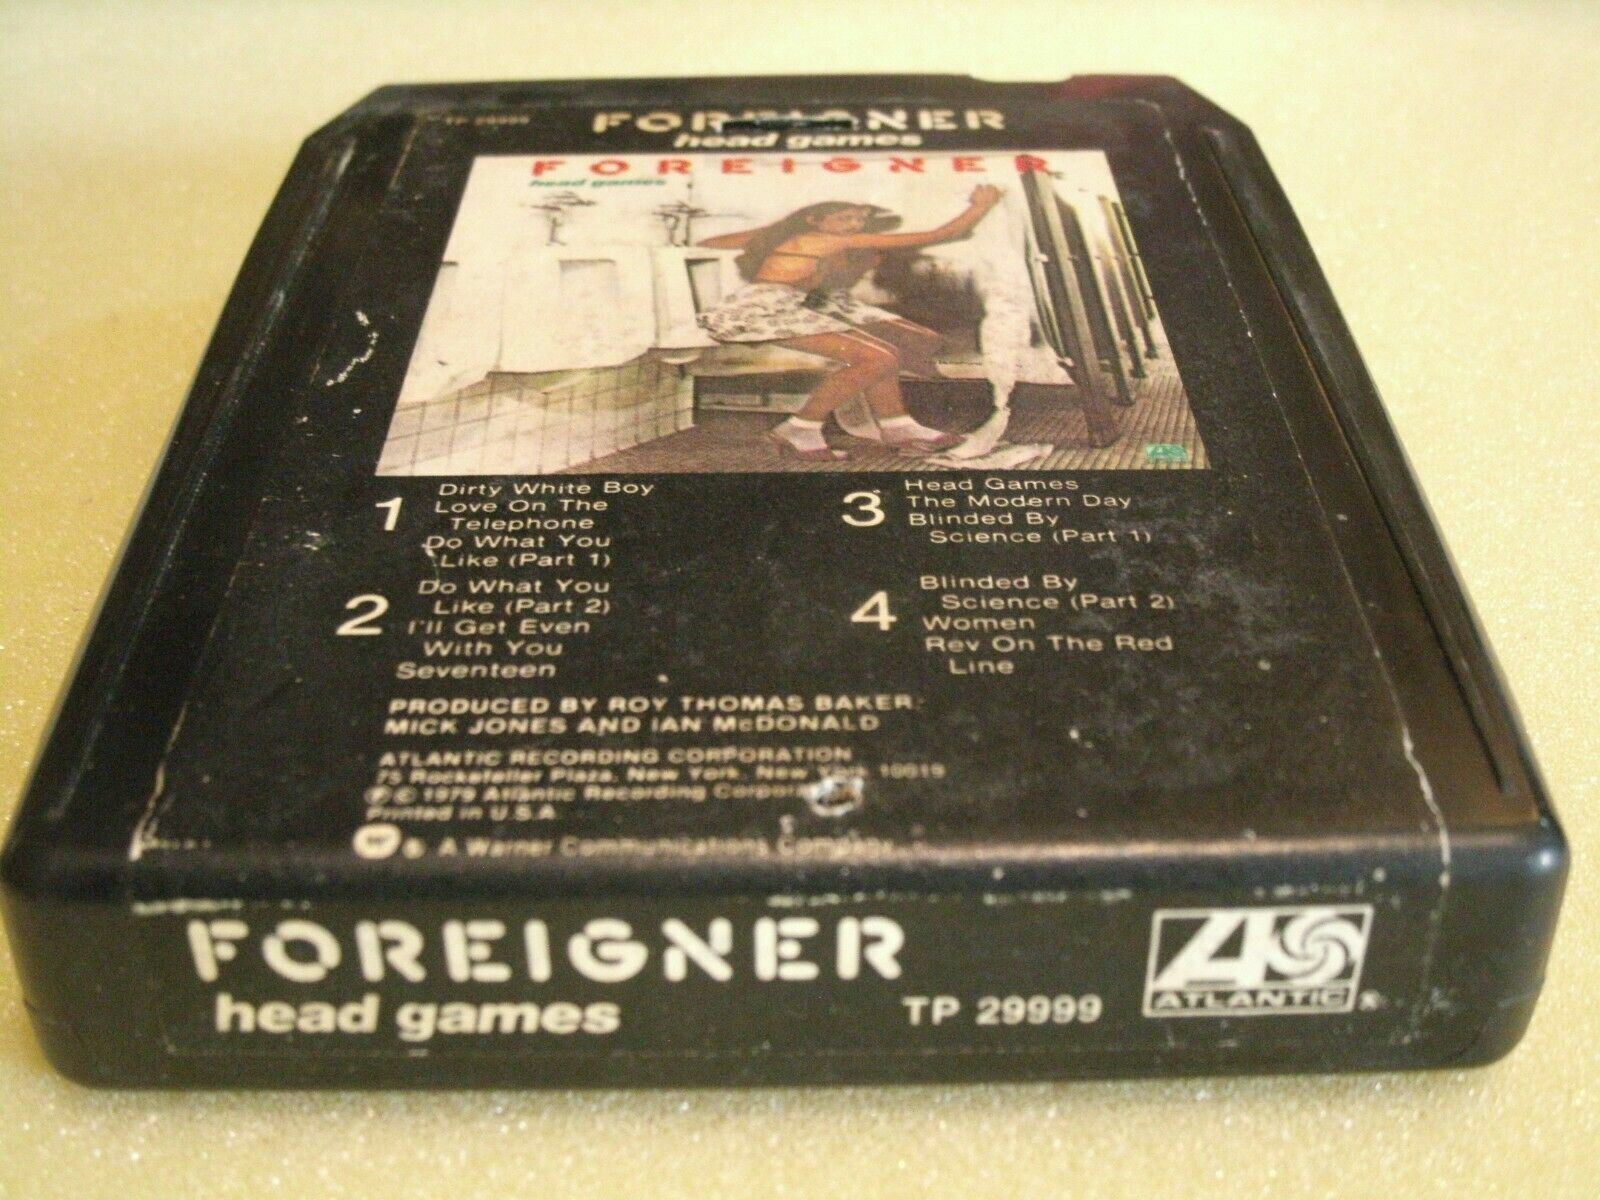 TP 29999
FOREIGNER
head games
FOREIGNER
head games
1
Dirty White Boy
Love On The
Telephone
Do What You
Like (Part 1)
2
Do What You
Like (Part 2)
I'll Get Even
With You
Seventeen
3
Head Games
The Modern Day
Blinded By
Science (Part 1)
4
Blinded By
Science (Part 2)
Women
Rev On The Red
Line
PRODUCED BY ROY THOMAS BAKER,
MICK JONES AND IAN McDONALD
ATLANTIC RECORDING CORPORATION
75 Rockefeller Plaza, New York, New York 10019
℗ © 1979 Atlantic Recording
Printed in U.S.A.
A Warner Communications Company
FOREIGNER
head games
TP 29999
ATLANTIC